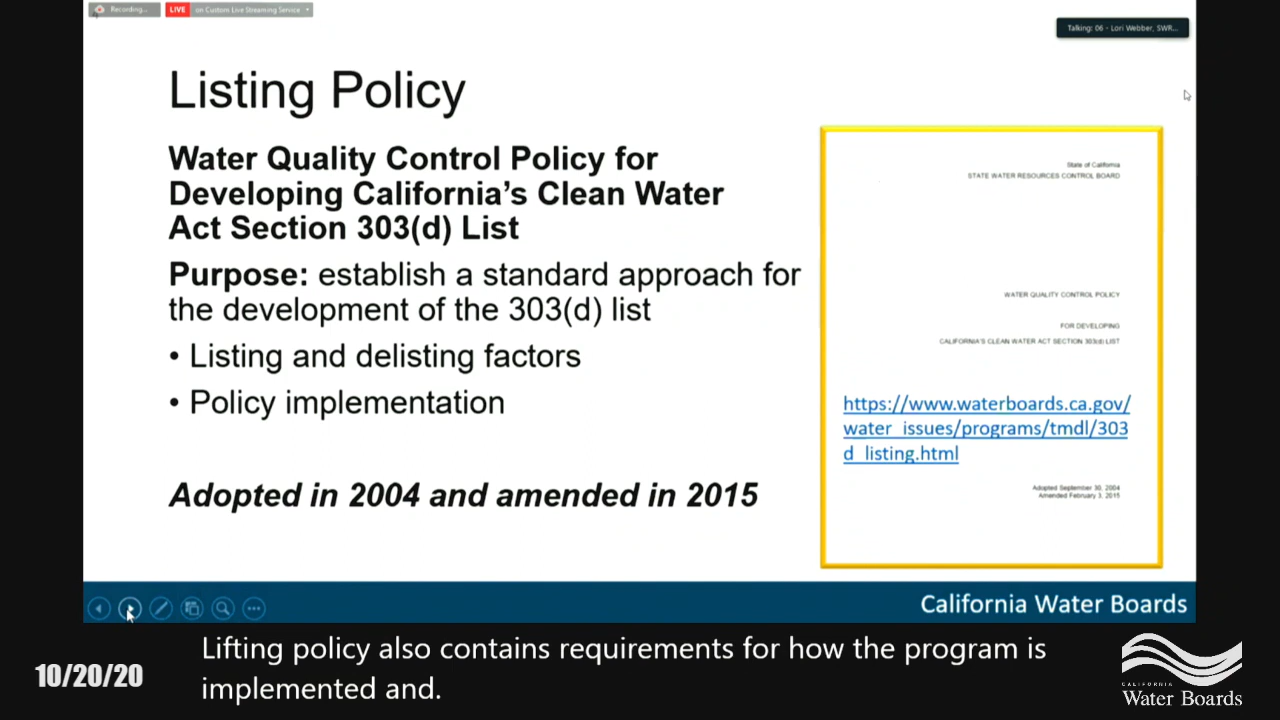 Recording...
LIVE on Custom Live Streaming Service
Talking: 06 - Lori Webber, SWR...
Listing Policy
Water Quality Control Policy for
Developing California's Clean Water
Act Section 303(d) List
Purpose: establish a standard approach for
the development of the 303(d) list
• Listing and delisting factors
• Policy implementation
Adopted in 2004 and amended in 2015
State of California
STATE WATER RESOURCES CONTROL BOARD
WATER QUALITY CONTROL POLICY
FOR DEVELOPING
CALIFORNIA'S CLEAN WATER ACT SECTION 303(d) LIST
https://www.waterboards.ca.gov/
water_issues/programs/tmdl/303
d_listing.html
Adopted September 30, 2004
Amended February 3, 2015
California Water Boards
10/20/20
Lifting policy also contains requirements for how the program is
implemented and.
CALIFORNIA
Water Boards